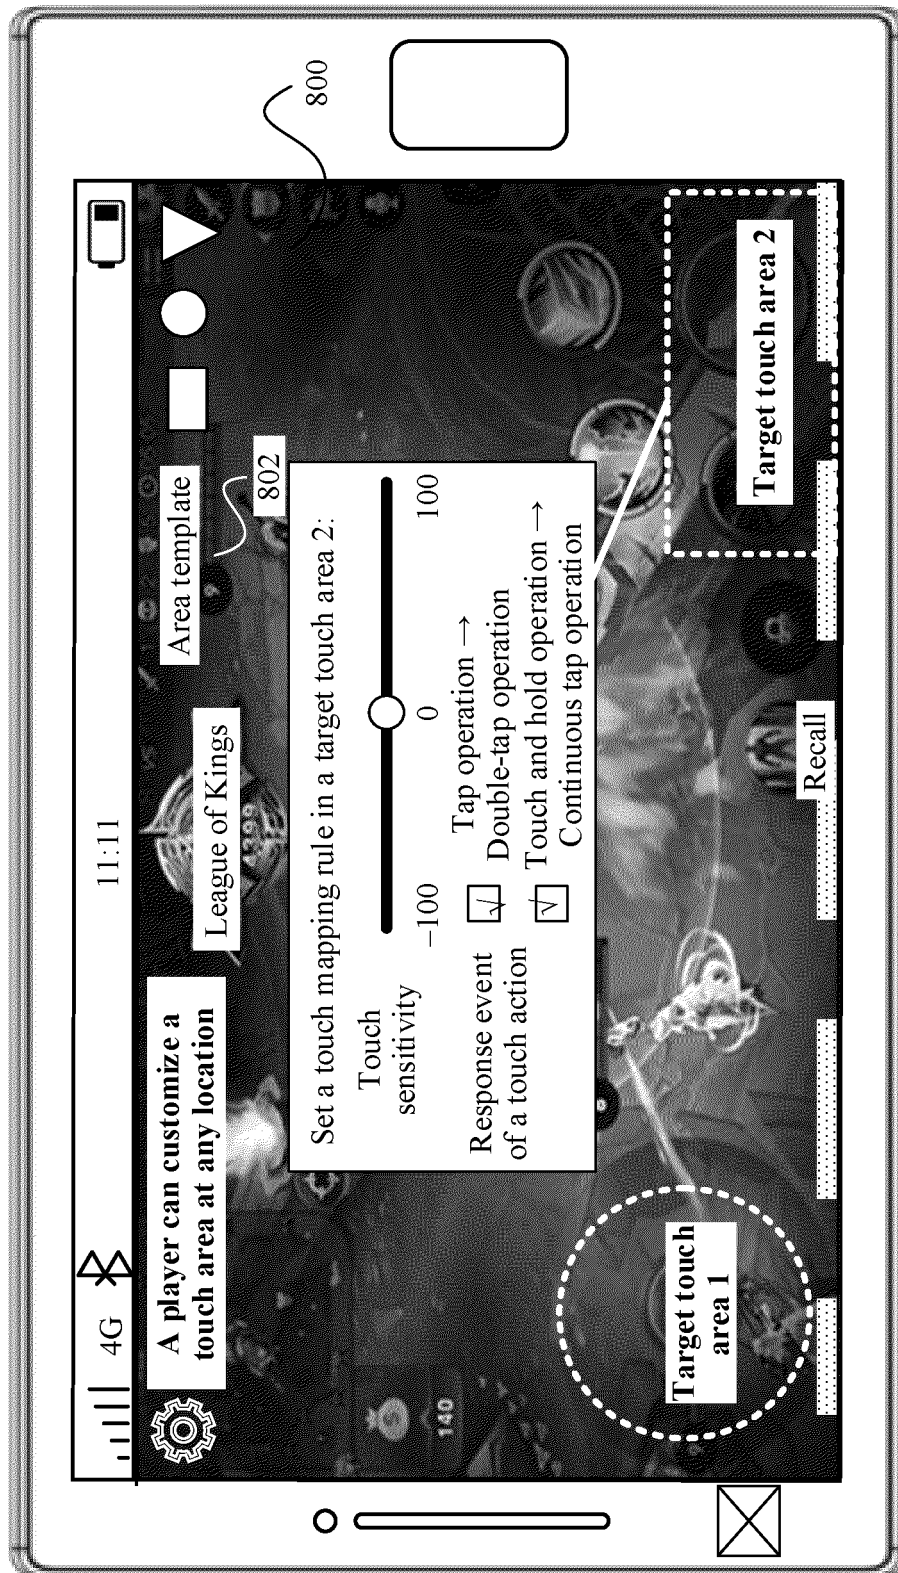 4G
11:11
A player can customize a
touch area at any location
League of Kings
Area template
802
800
Set a touch mapping rule in a target touch area 2:
Touch
sensitivity
−100
0
100
Response event
of a touch action
√
Tap operation →
Double-tap operation
√
Touch and hold operation →
Continuous tap operation
140
Target touch
area 1
Recall
Target touch area 2